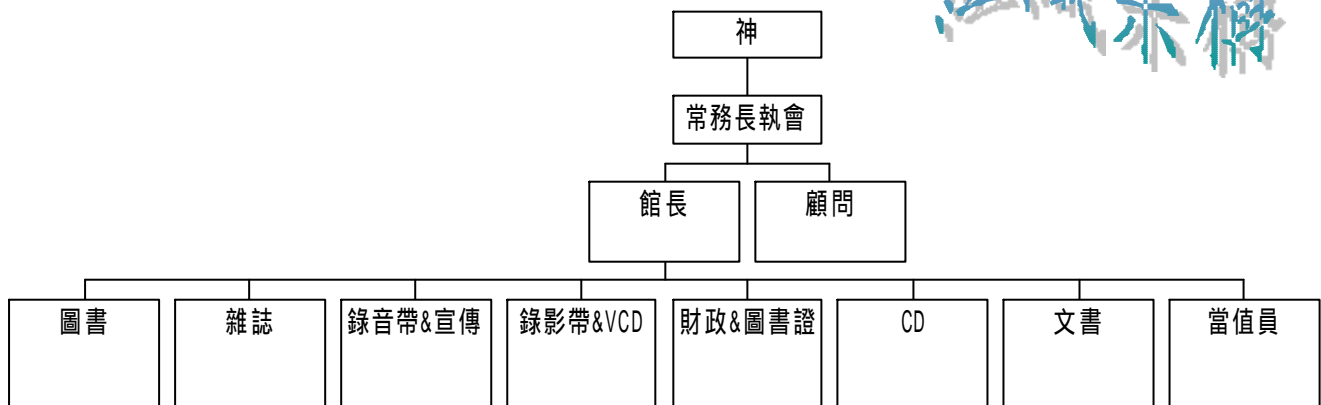 神
常務長執會
館長
顧問
圖書
雜誌
錄音帶&宣傳
錄影帶&VCD
財政&圖書證
CD
文書
當值員